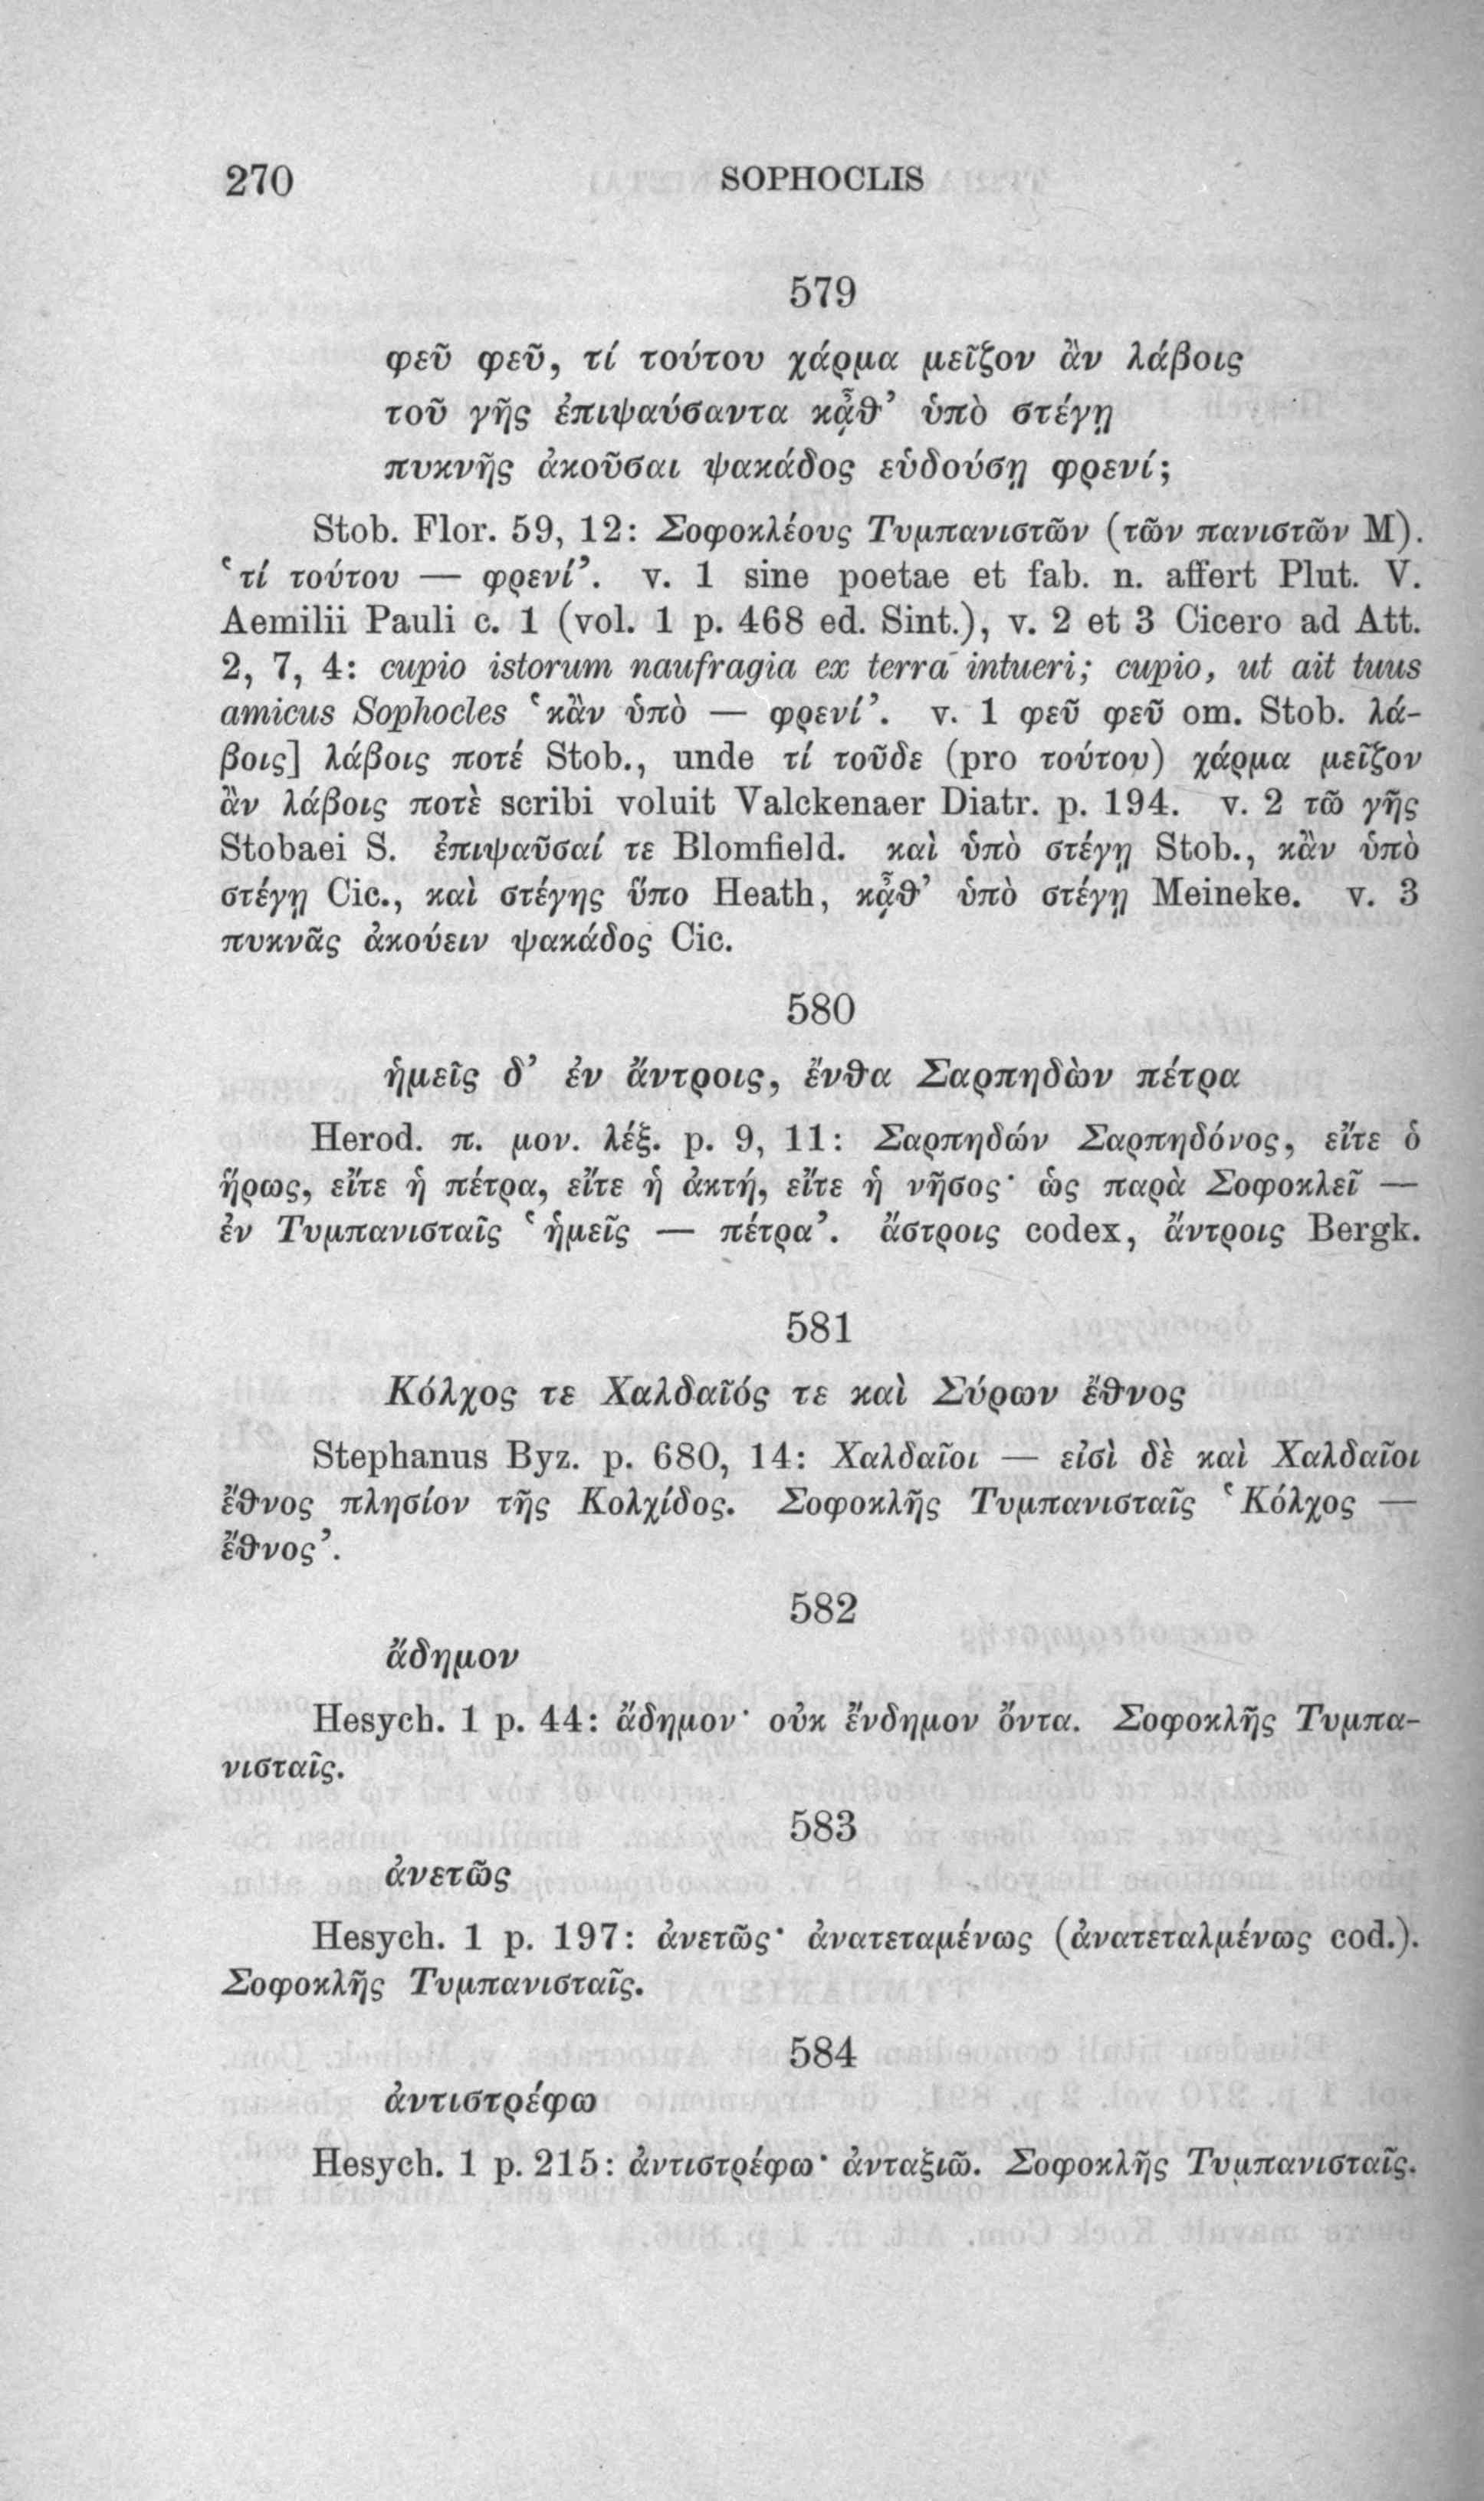 270
SOPHOCLIS
579
φεῦ φεῦ, τί τούτου χάρμα μεῖζον ἂν λάβοις
τοῦ γῆς ἐπιψαύσαντα κᾆθ’ ὑπὸ στέγῃ
πυκνῆς ἀκοῦσαι ψακάδος εὑδούσῃ φρενί;
Stob. Flor. 59, 12: Σοφοκλέους Τυμπανιστῶν (τῶν πανιστῶν M).
‘τί τούτου — φρενί’. v. 1 sine poetae et fab. n. affert Plut. V.
Aemilii Pauli c. 1 (vol. 1 p. 468 ed. Sint.), v. 2 et 3 Cicero ad Att.
2, 7, 4: cupio istorum naufragia ex terra intueri; cupio, ut ait tuus
amicus Sophocles ‘κἂν ὑπὸ — φρενί’. v. 1 φεῦ φεῦ om. Stob. λά-
βοις] λάβοις ποτέ Stob., unde τί τοῦδε (pro τούτου) χάρμα μεῖζον
ἂν λάβοις ποτὲ scribi voluit Valckenaer Diatr. p. 194. v. 2 τῶ γῆς
Stobaei S. ἐπιψαῦσαί τε Blomfield. καὶ ὑπὸ στέγῃ Stob., κἂν ὑπὸ
στέγῃ Cic., καὶ στέγης ὕπο Heath, κᾆθ’ ὑπὸ στέγῃ Meineke. v. 3
πυκνᾶς ἀκούειν ψακάδος Cic.
580
ἡμεῖς δ’ ἐν ἄντροις, ἔνθα Σαρπηδὼν πέτρα
Herod. π. μον. λέξ. p. 9, 11: Σαρπηδών Σαρπηδόνος, εἴτε ὁ
ἥρως, εἴτε ἡ πέτρα, εἴτε ἡ ἀκτή, εἴτε ἡ νῆσος· ὡς παρὰ Σοφοκλεῖ —
ἐν Τυμπανισταῖς ‘ἡμεῖς — πέτρα’. ἄστροις codex, ἄντροις Bergk.
581
Κόλχος τε Χαλδαῖός τε καὶ Σύρων ἔθνος
Stephanus Byz. p. 680, 14: Χαλδαῖοι — εἰσὶ δὲ καὶ Χαλδαῖοι
ἔθνος πλησίον τῆς Κολχίδος. Σοφοκλῆς Τυμπανισταῖς ‘Κόλχος —
ἔθνος’.
582
ἄδημον
Hesych. 1 p. 44: ἄδημον· οὐκ ἔνδημον ὄντα. Σοφοκλῆς Τυμπα-
νισταῖς.
583
ἀνετῶς
Hesych. 1 p. 197: ἀνετῶς· ἀνατεταμένως (ἀνατεταλμένως cod.).
Σοφοκλῆς Τυμπανισταῖς.
584
ἀντιστρέφω
Hesych. 1 p. 215: ἀντιστρέφω· ἀνταξιῶ. Σοφοκλῆς Τυμπανισταῖς.